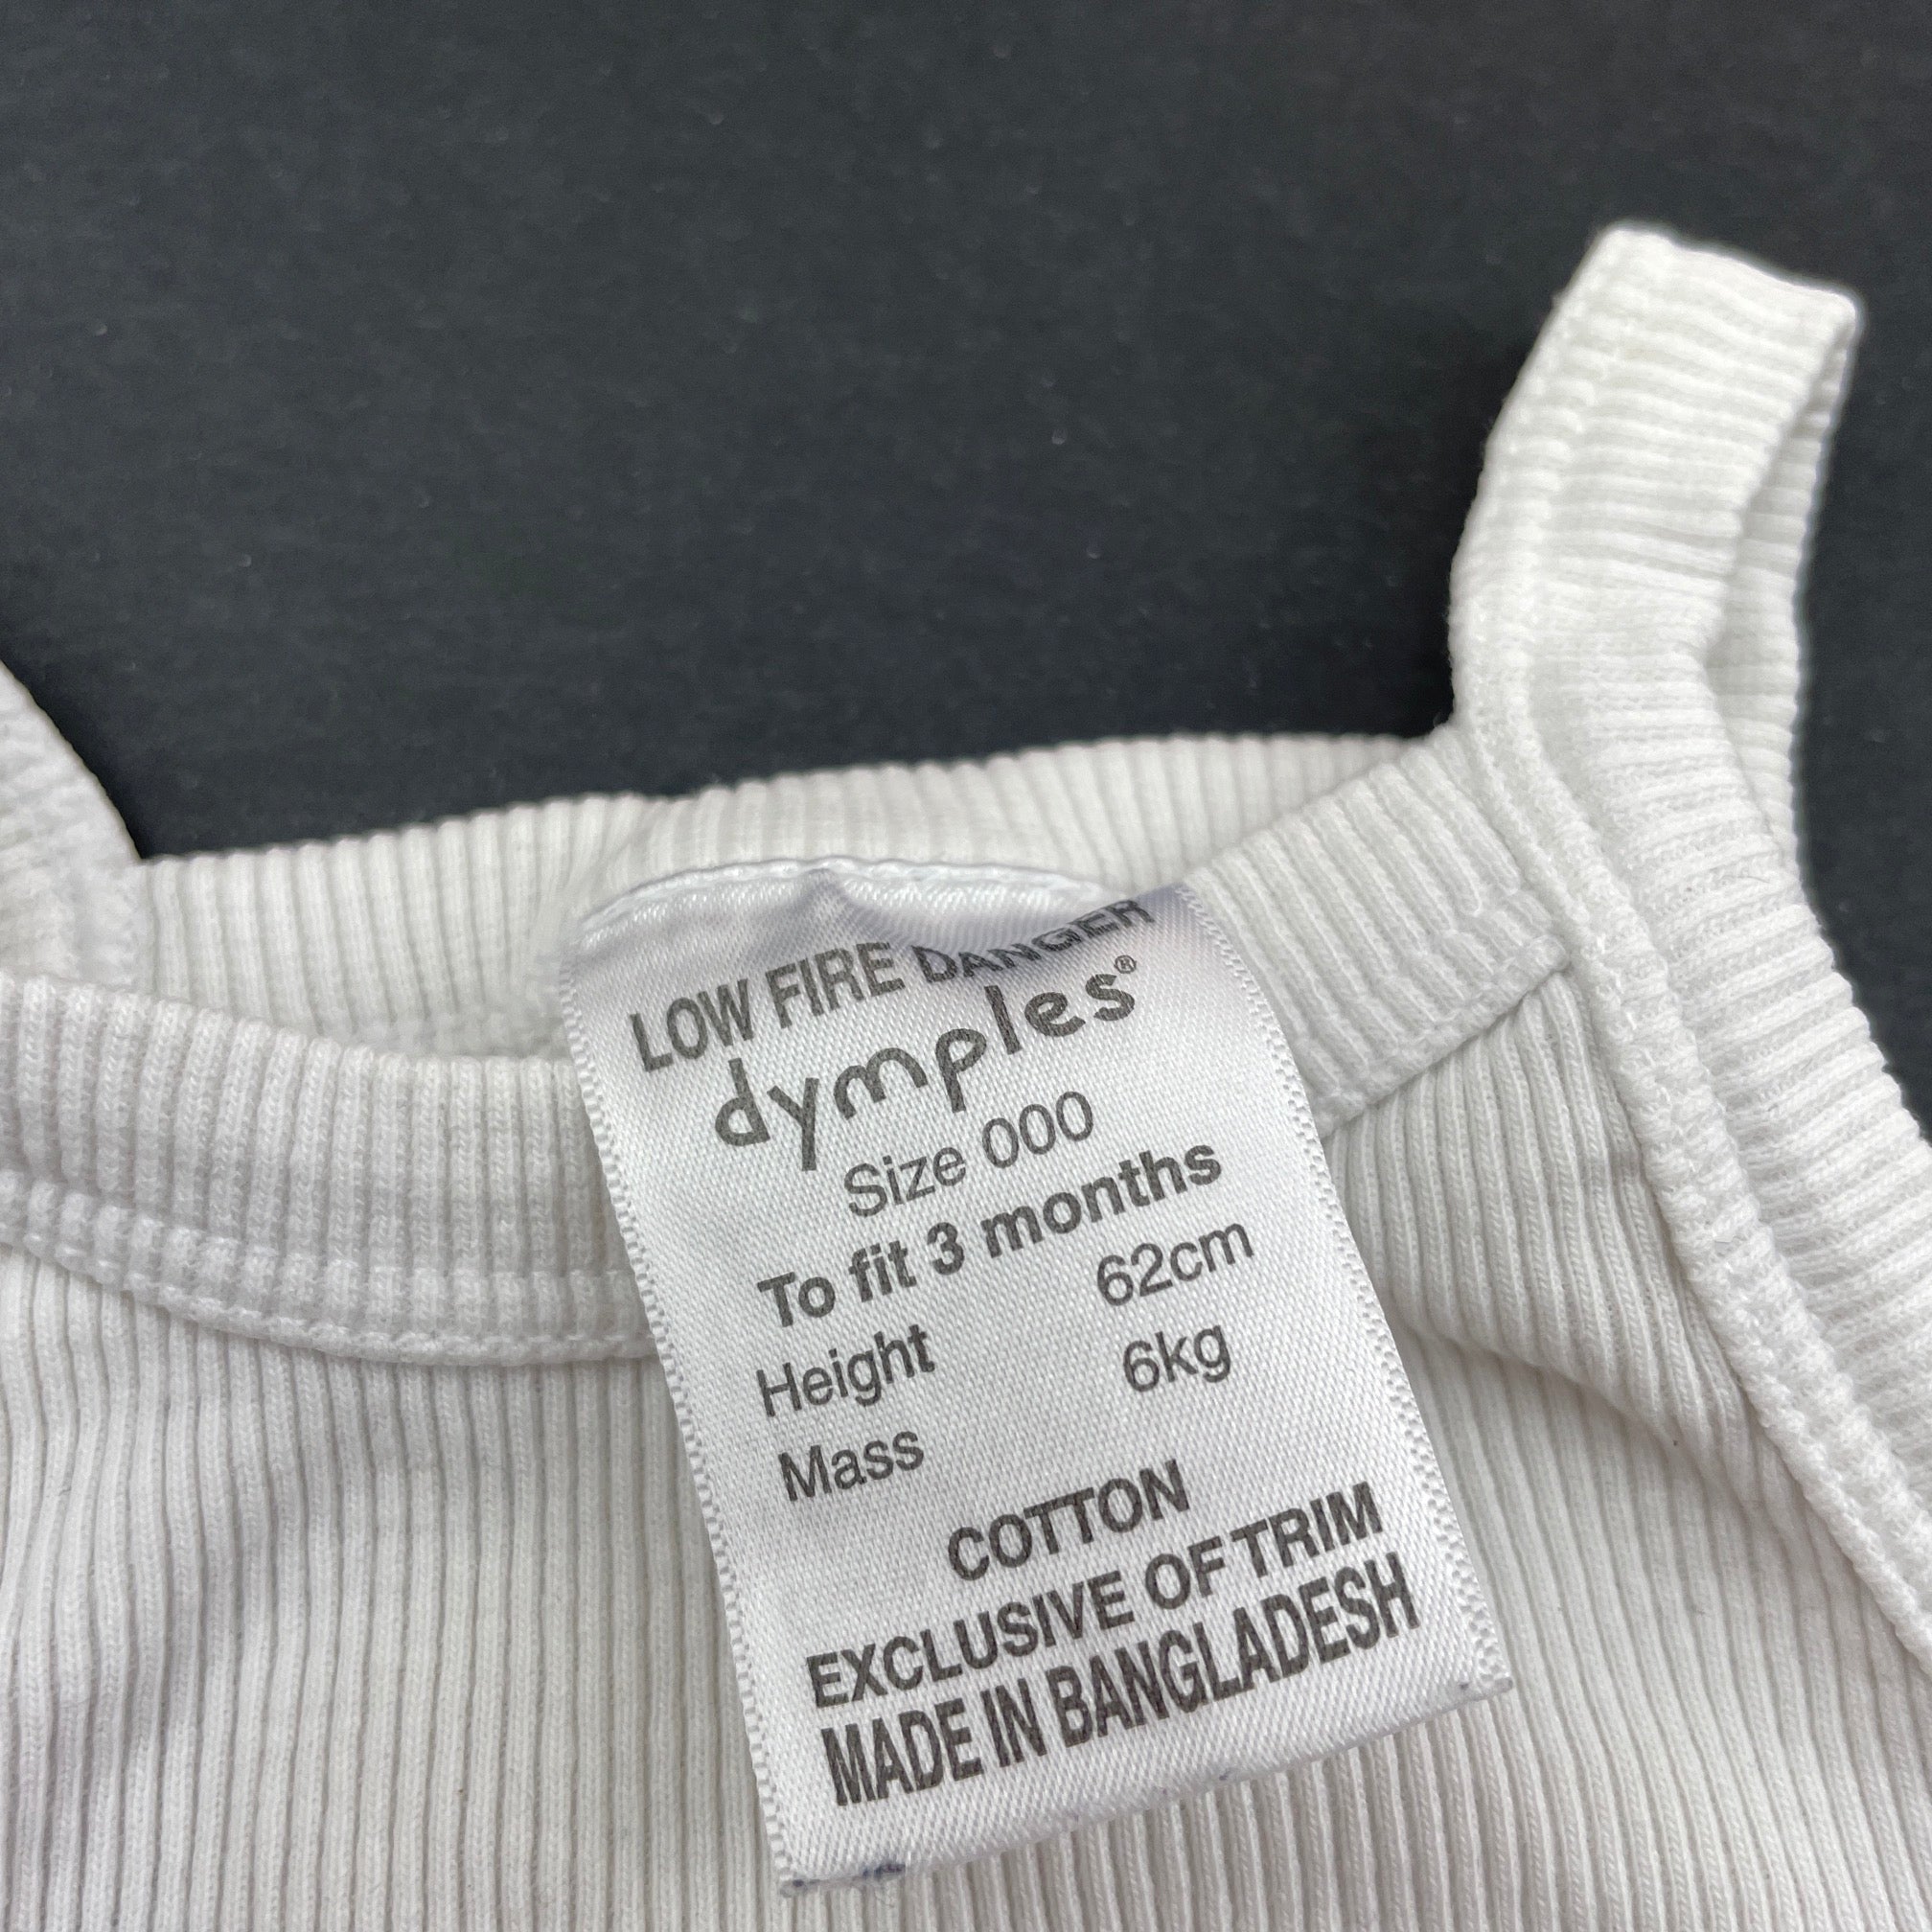 LOW FIRE DANGER
dymples®
Size 000
To fit 3 months
Height 62cm
Mass 6kg
COTTON
EXCLUSIVE OF TRIM
MADE IN BANGLADESH